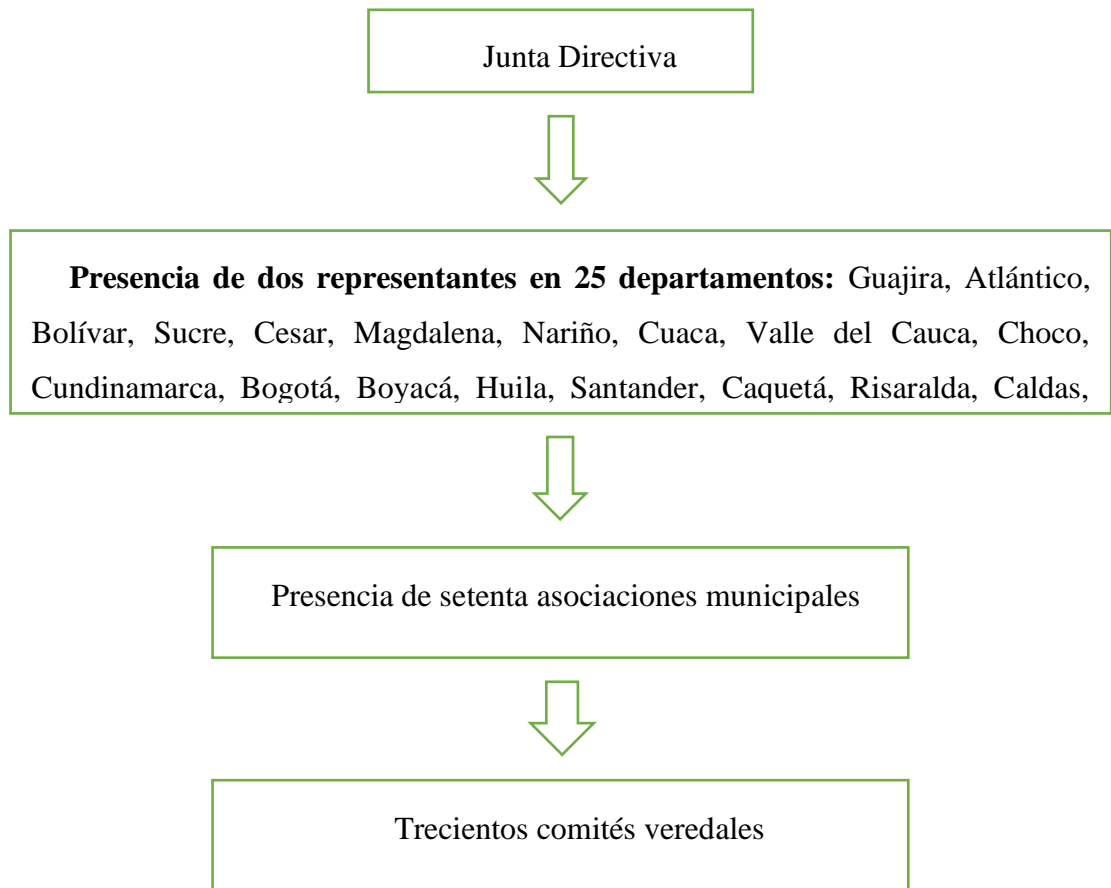 Junta Directiva
Presencia de dos representantes en 25 departamentos: Guajira, Atlántico,
Bolívar, Sucre, Cesar, Magdalena, Nariño, Cuaca, Valle del Cauca, Choco,
Cundinamarca, Bogotá, Boyacá, Huila, Santander, Caquetá, Risaralda, Caldas,
Presencia de setenta asociaciones municipales
Trecientos comités veredales